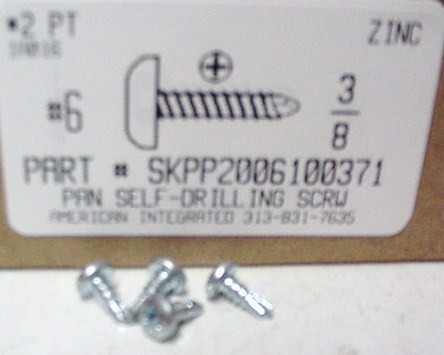 #2 PT
ZINC
#6
3/8
PART # SKPP2006100371
PAN SELF-DRILLING SCRW
AMERICAN INTEGRATED 313-831-7635